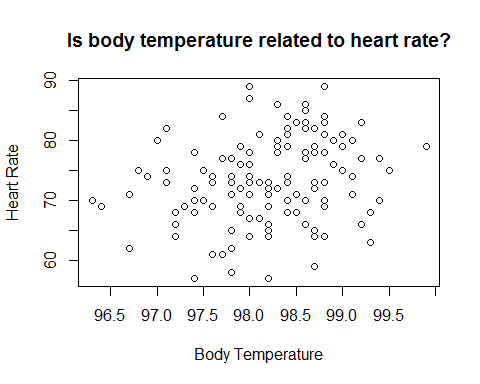 Is body temperature related to heart rate?
90
80
70
60
Heart Rate
96.5 97.0 97.5 98.0 98.5 99.0 99.5
Body Temperature